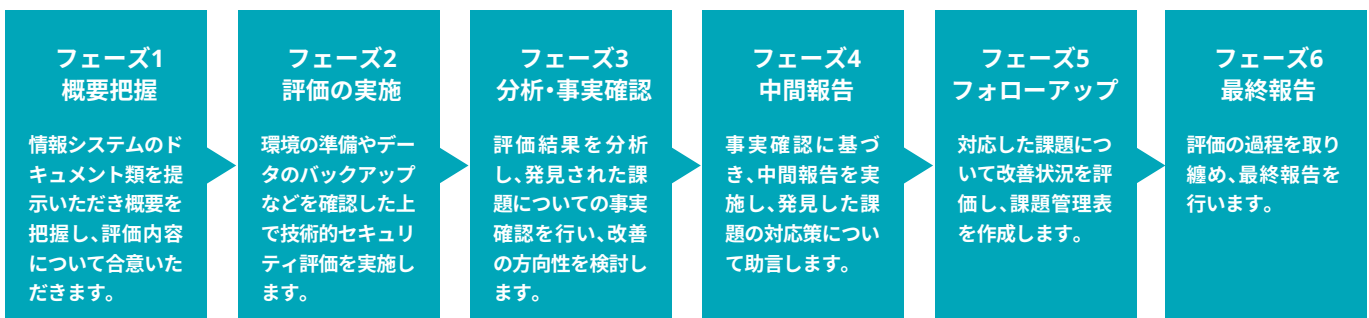 フェーズ1
概要把握
情報システムのド
キュメント類を提
示いただき概要を
把握し、評価内容
について合意いた
だきます。
フェーズ2
評価の実施
環境の準備やデー
タのバックアップ
などを確認した上
で技術的セキュリ
ティ評価を実施し
ます。
フェーズ3
分析・事実確認
評価結果を分析
し、発見された課
題についての事実
確認を行い、改善
の方向性を検討し
ます。
フェーズ4
中間報告
事実確認に基づ
き、中間報告を実
施し、発見した課
題の対応策につい
て助言します。
フェーズ5
フォローアップ
対応した課題につ
いて改善状況を評
価し、課題管理表
を作成します。
フェーズ6
最終報告
評価の過程を取り
纏め、最終報告を
行います。